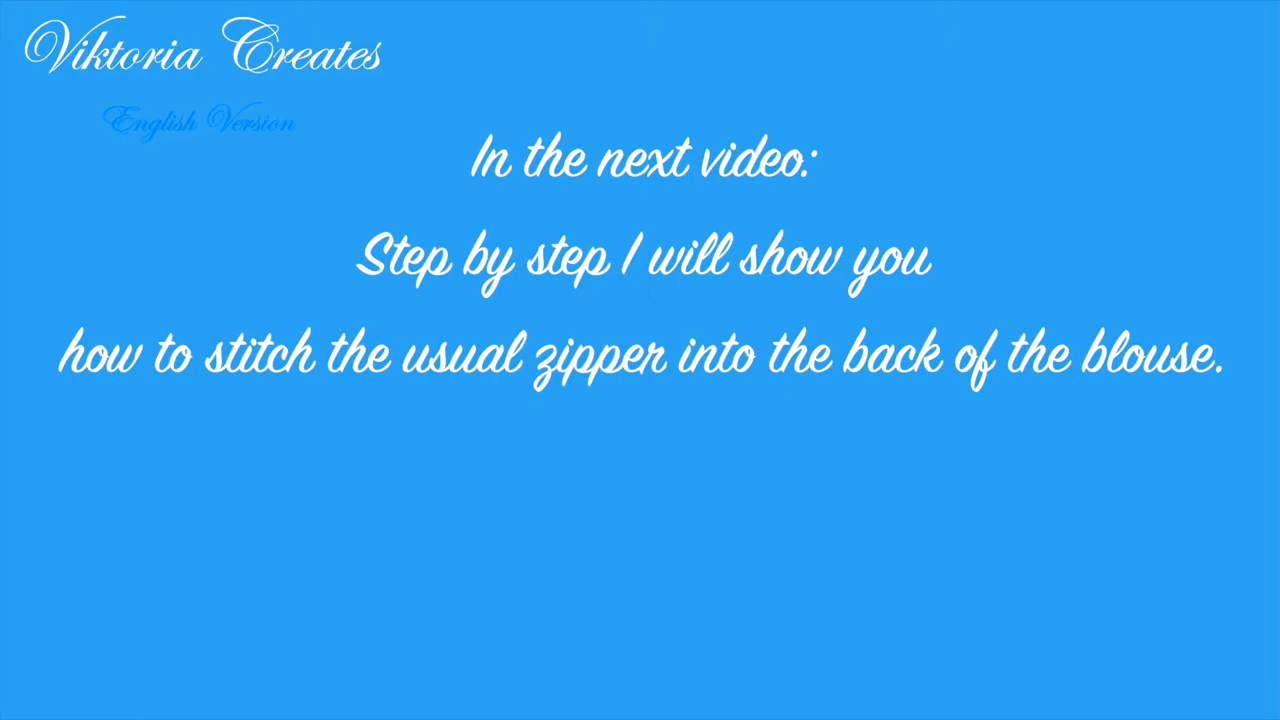 Viktoria Creates
English Version
In the next video:
Step by step I will show you
how to stitch the usual zipper into the back of the blouse.